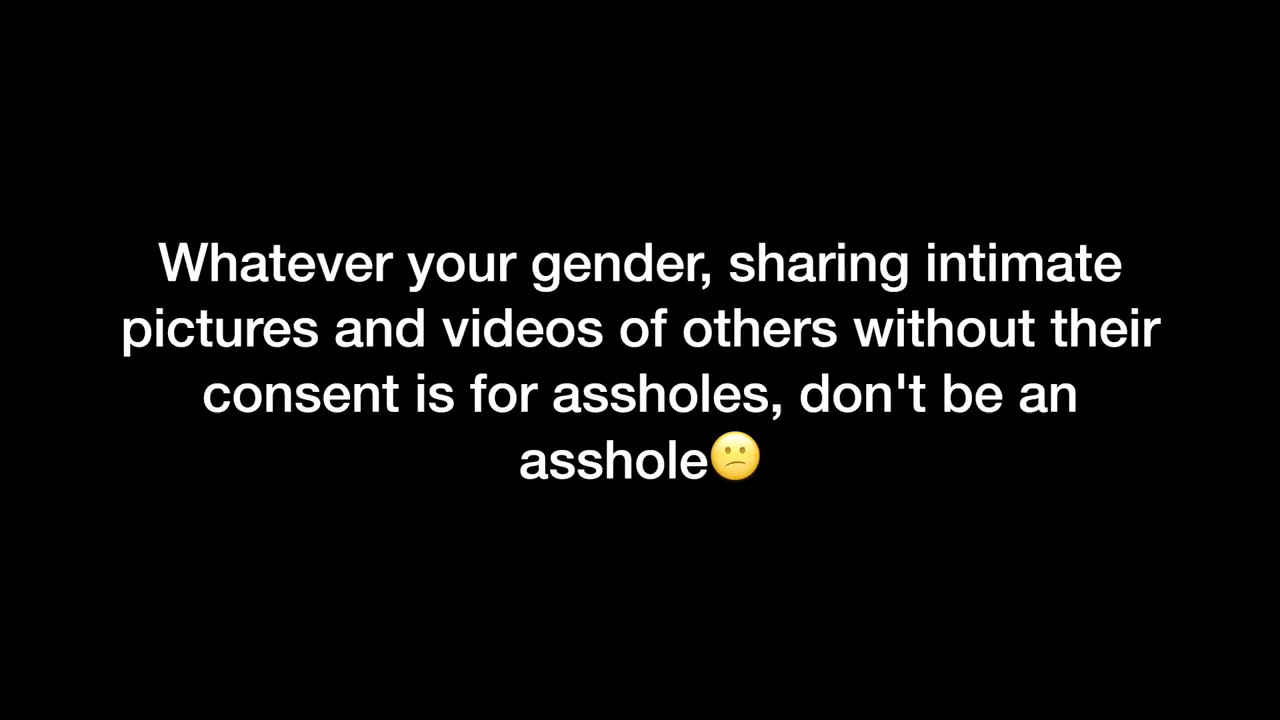 Whatever your gender, sharing intimate
pictures and videos of others without their
consent is for assholes, don't be an
asshole😕